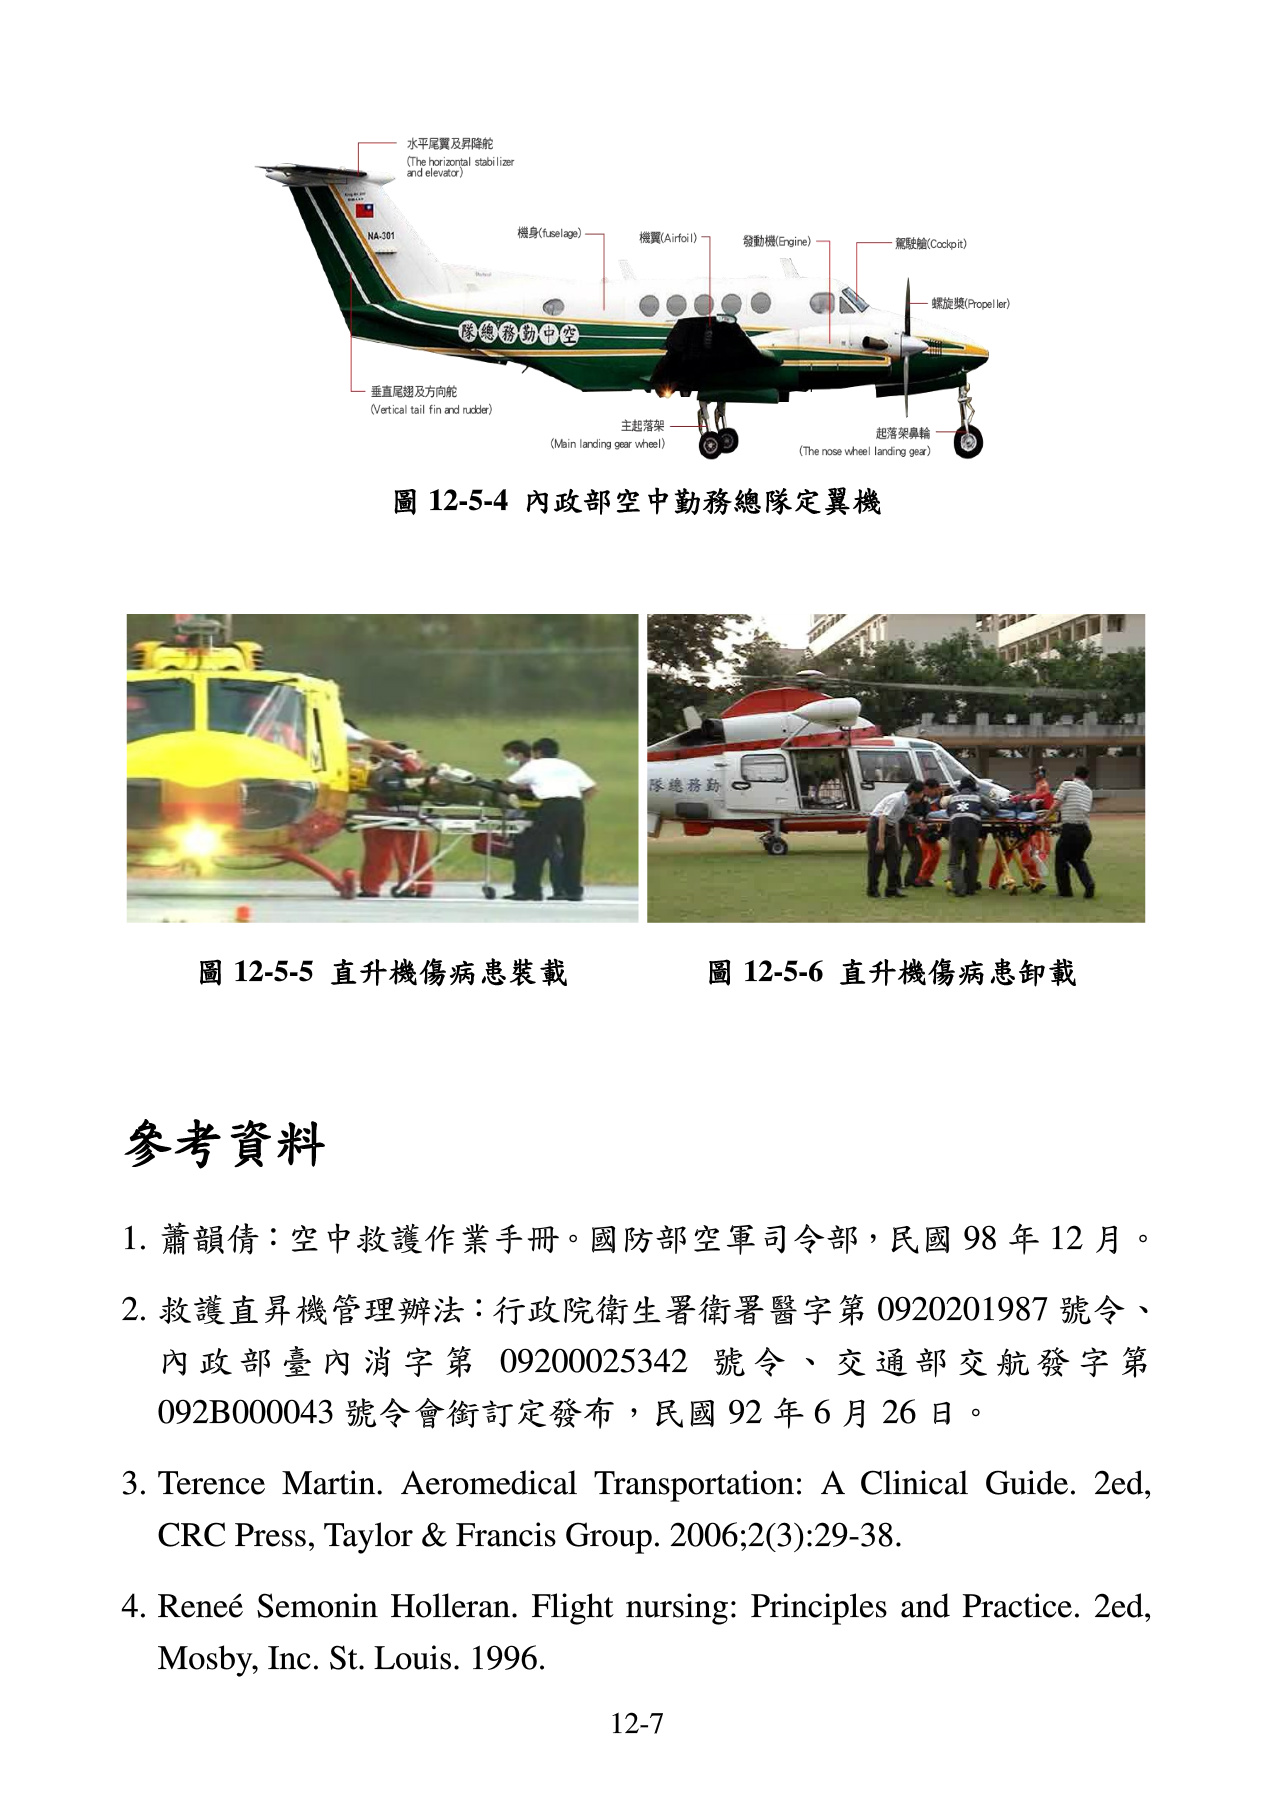 水平尾翼及昇降舵
(The horizontal stabilizer
and elevator)
NA-301
機身(fuselage)
機翼(Airfoil)
發動機(Engine)
駕駛艙(Cockpit)
螺旋槳(Propeller)
隊總務勤中空
垂直尾翅及方向舵
(Vertical tail fin and rudder)
主起落架
(Main landing gear wheel)
起落架鼻輪
(The nose wheel landing gear)
圖 12-5-4 內政部空中勤務總隊定翼機
隊總務勤
圖 12-5-5 直升機傷病患裝載
圖 12-5-6 直升機傷病患卸載
參考資料
1. 蕭韻倩：空中救護作業手冊。國防部空軍司令部，民國 98 年 12 月。
2. 救護直昇機管理辦法：行政院衛生署衛署醫字第 0920201987 號令、
內政部臺內消字第 09200025342 號令、交通部交航發字第
092B000043 號令會銜訂定發布，民國 92 年 6 月 26 日。
3. Terence Martin. Aeromedical Transportation: A Clinical Guide. 2ed,
CRC Press, Taylor & Francis Group. 2006;2(3):29-38.
4. Reneé Semonin Holleran. Flight nursing: Principles and Practice. 2ed,
Mosby, Inc. St. Louis. 1996.
12-7